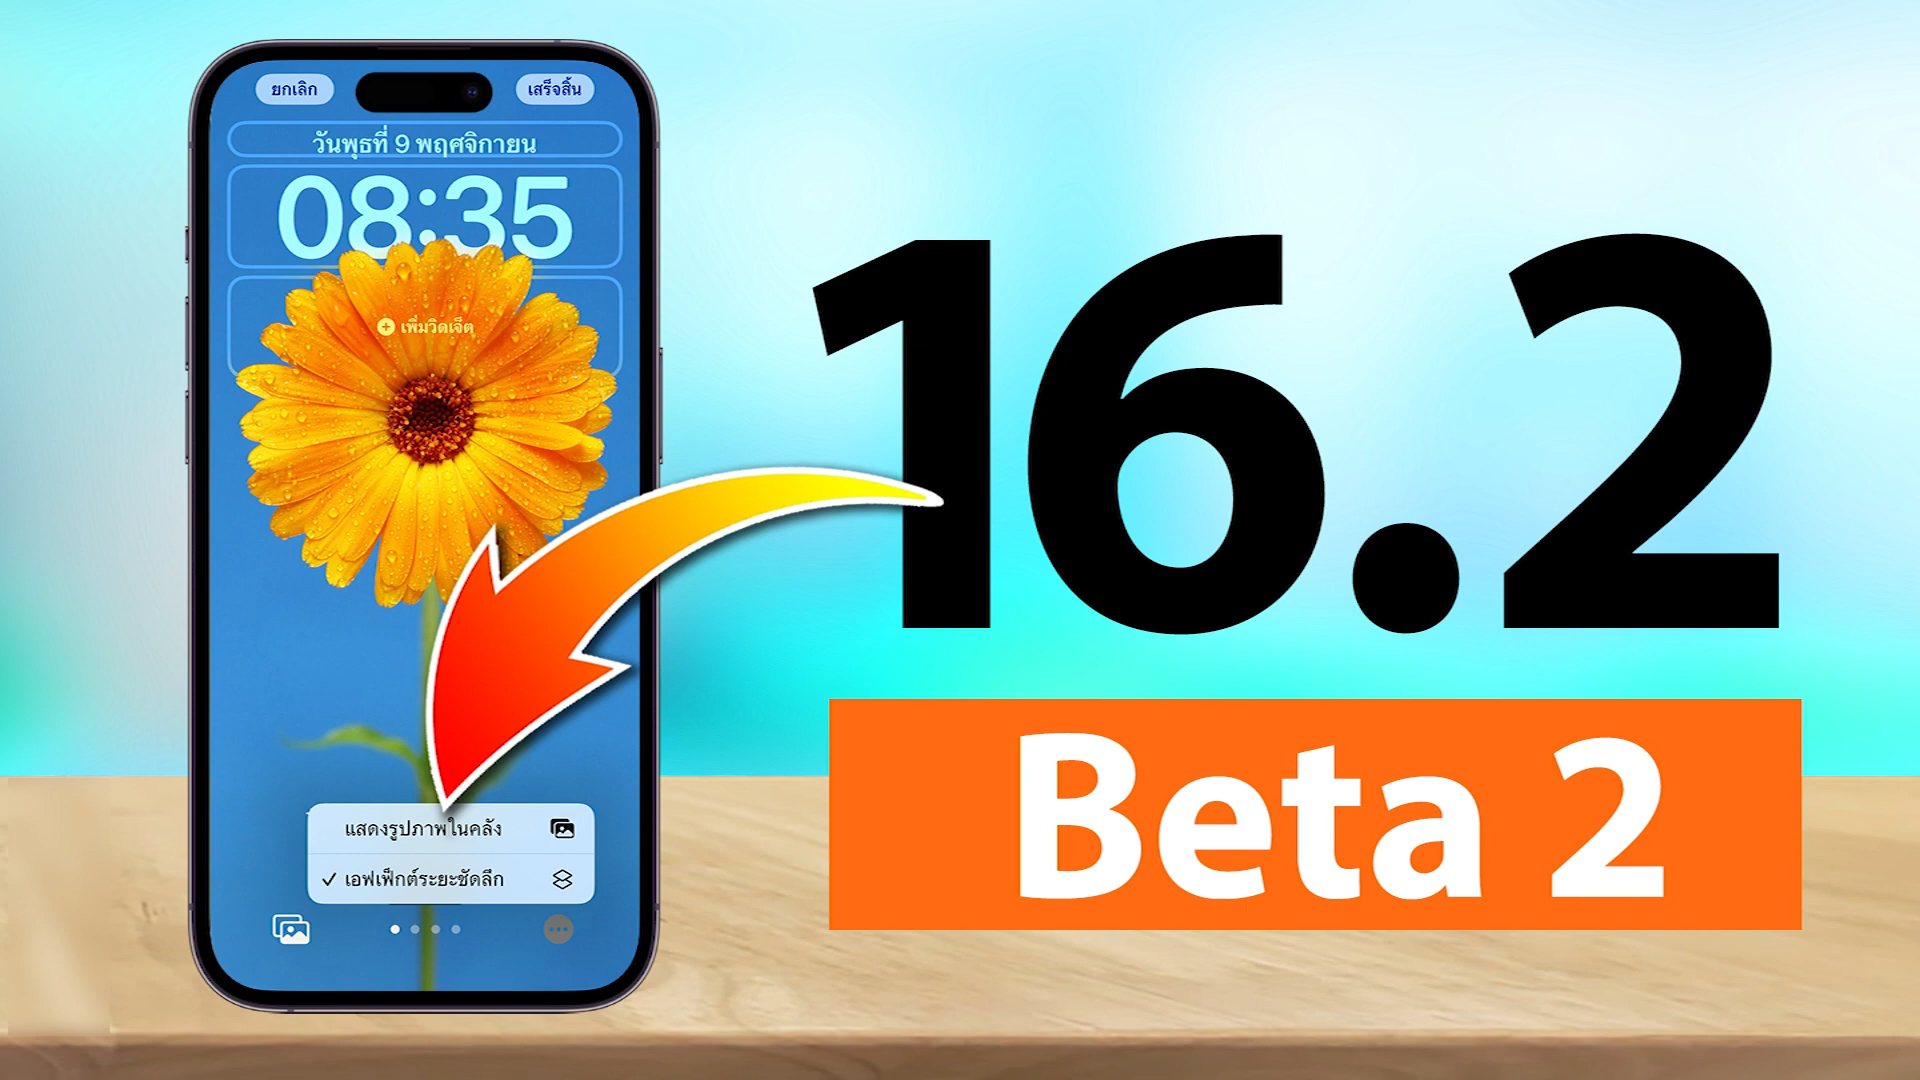 ยกเลิก
เสร็จสิ้น
วันพุธที่ 9 พฤศจิกายน
08:35
เพิ่มวิดเจ็ต
แสดงรูปภาพในคลัง
เอฟเฟ็กต์ระยะชัดลึก
16.2
Beta 2